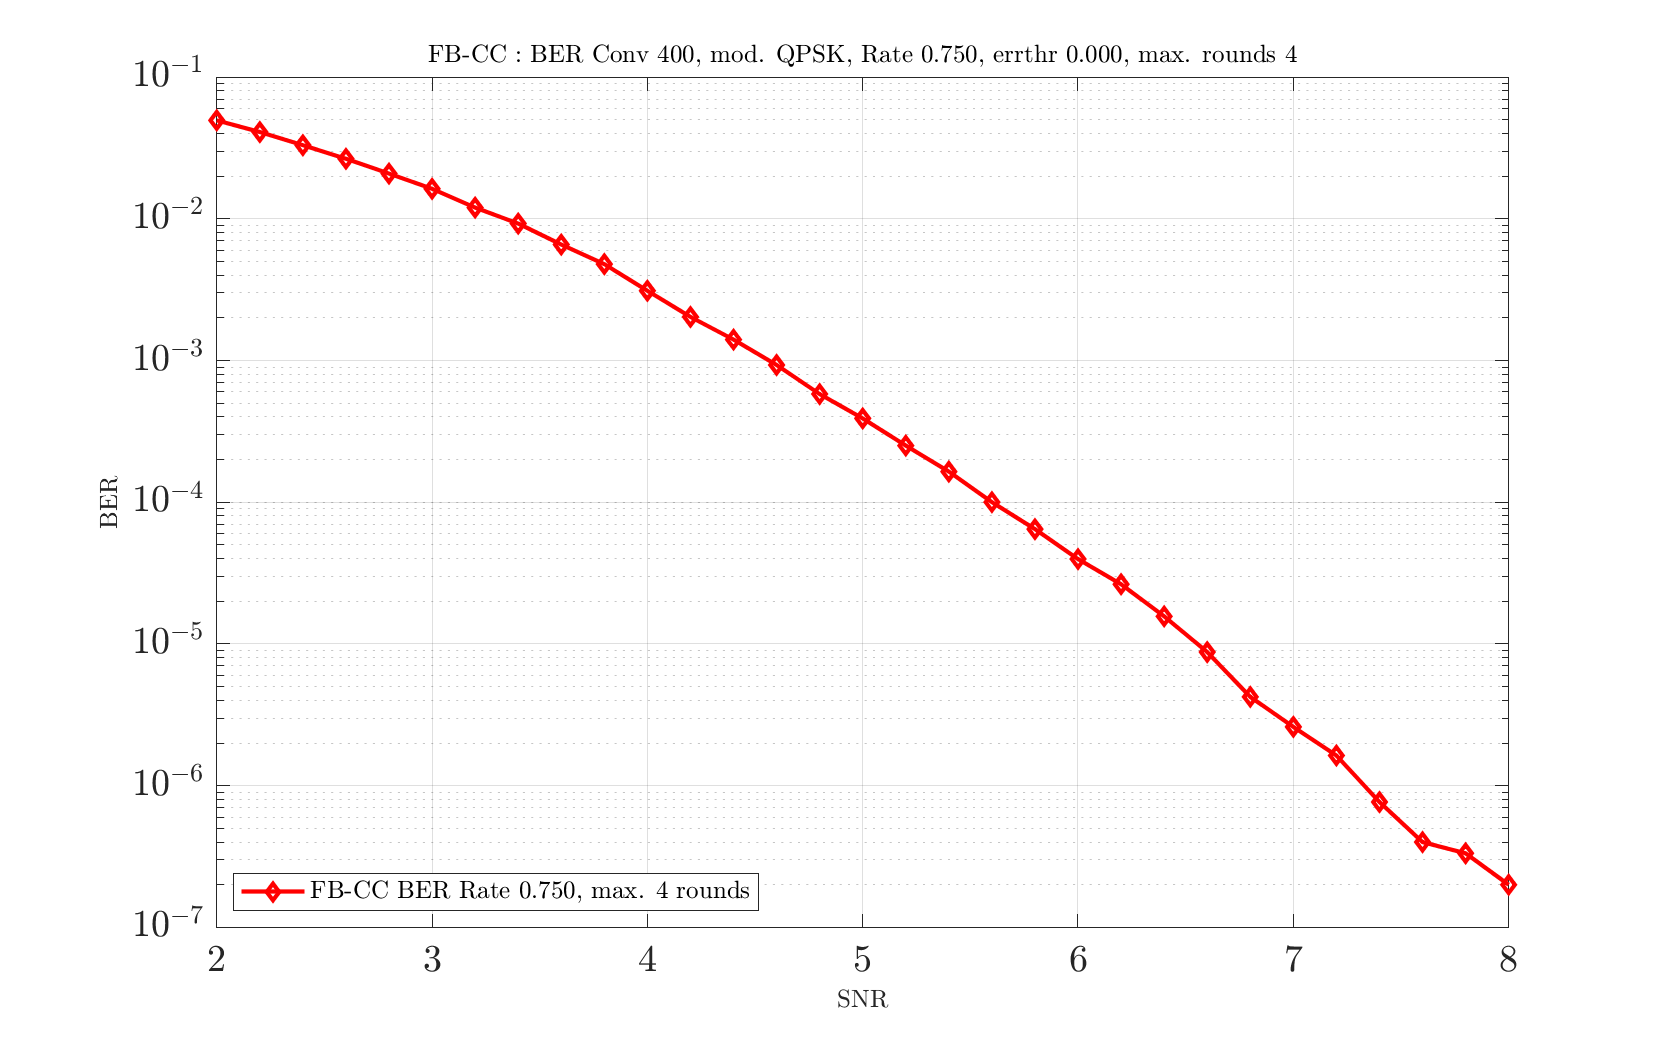 FB-CC : BER Conv 400, mod. QPSK, Rate 0.750, errthr 0.000, max. rounds 4
10^{-1}
10^{-2}
10^{-3}
10^{-4}
10^{-5}
10^{-6}
10^{-7}
BER
FB-CC BER Rate 0.750, max. 4 rounds
2 3 4 5 6 7 8
SNR